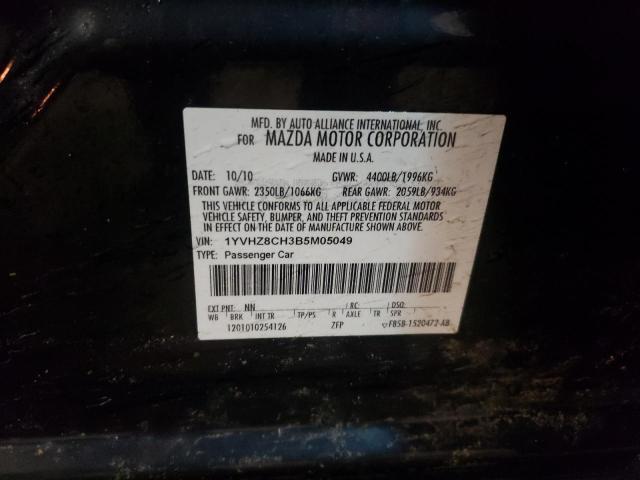 MFD. BY AUTO ALLIANCE INTERNATIONAL, INC.
FOR MAZDA MOTOR CORPORATION
MADE IN U.S.A.
DATE: 10/10 GVWR: 4400LB/1996KG
FRONT GAWR: 2350LB/1066KG REAR GAWR: 2059LB/934KG
THIS VEHICLE CONFORMS TO ALL APPLICABLE FEDERAL MOTOR
VEHICLE SAFETY, BUMPER, AND THEFT PREVENTION STANDARDS
IN EFFECT ON THE DATE OF MANUFACTURE SHOWN ABOVE.
VIN: 1YVHZ8CH3B5M05049
TYPE: Passenger Car
EXT PNT: NN RC: DSO:
WB BRK INT TR TP/PS R AXLE TR SPR
1201010254126 ZFP F85B-1520472-AB